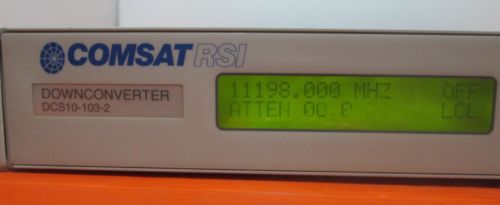 COMSAT RSI
DOWNCONVERTER
DCS10-103-2
11198.000 MHz OFF
ATTEN 00.0 LCL